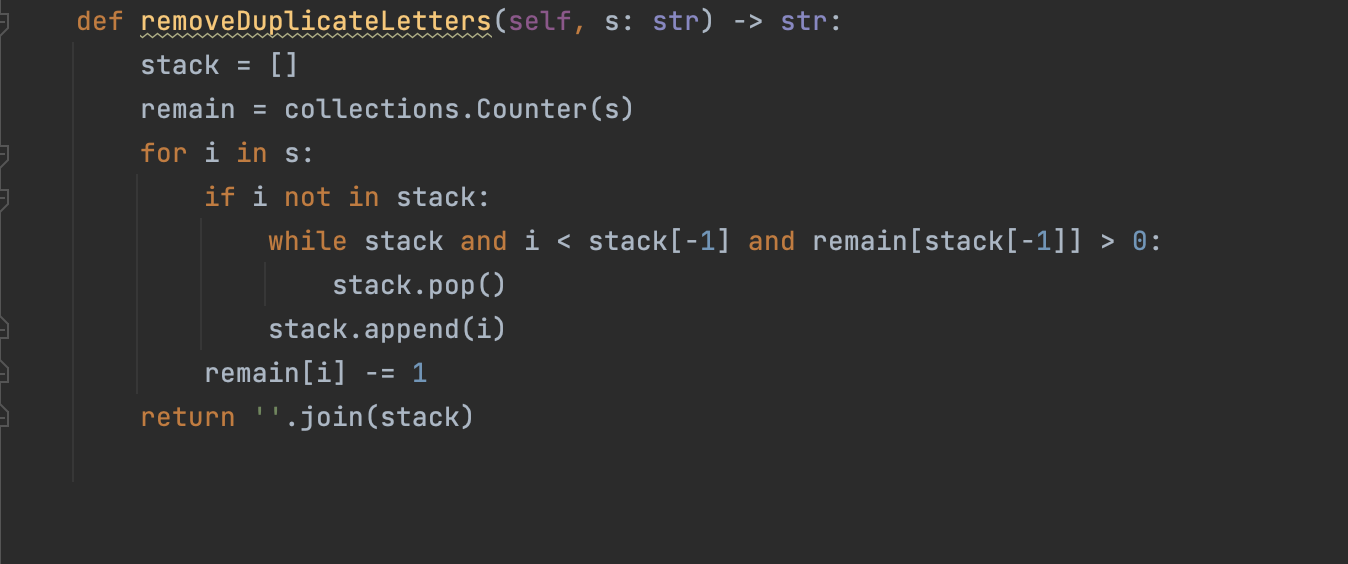 def removeDuplicateLetters(self, s: str) -> str:
    stack = []
    remain = collections.Counter(s)
    for i in s:
        if i not in stack:
            while stack and i < stack[-1] and remain[stack[-1]] > 0:
                stack.pop()
            stack.append(i)
        remain[i] -= 1
    return ''.join(stack)